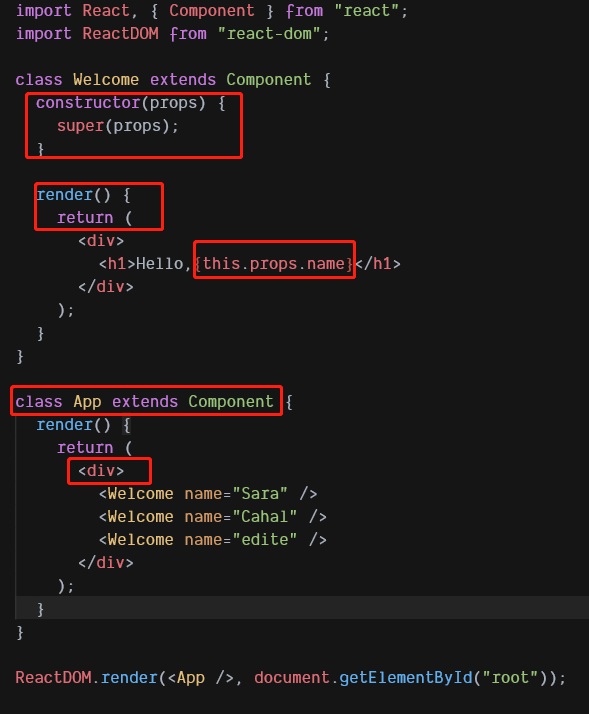 import React, { Component } from "react";
import ReactDOM from "react-dom";
class Welcome extends Component {
constructor(props) {
super(props);
}
render() {
return (
<div>
<h1>Hello,{this.props.name}</h1>
</div>
);
}
}
class App extends Component {
render() {
return (
<div>
<Welcome name="Sara" />
<Welcome name="Cahal" />
<Welcome name="edite" />
</div>
);
}
}
ReactDOM.render(<App />, document.getElementById("root"));